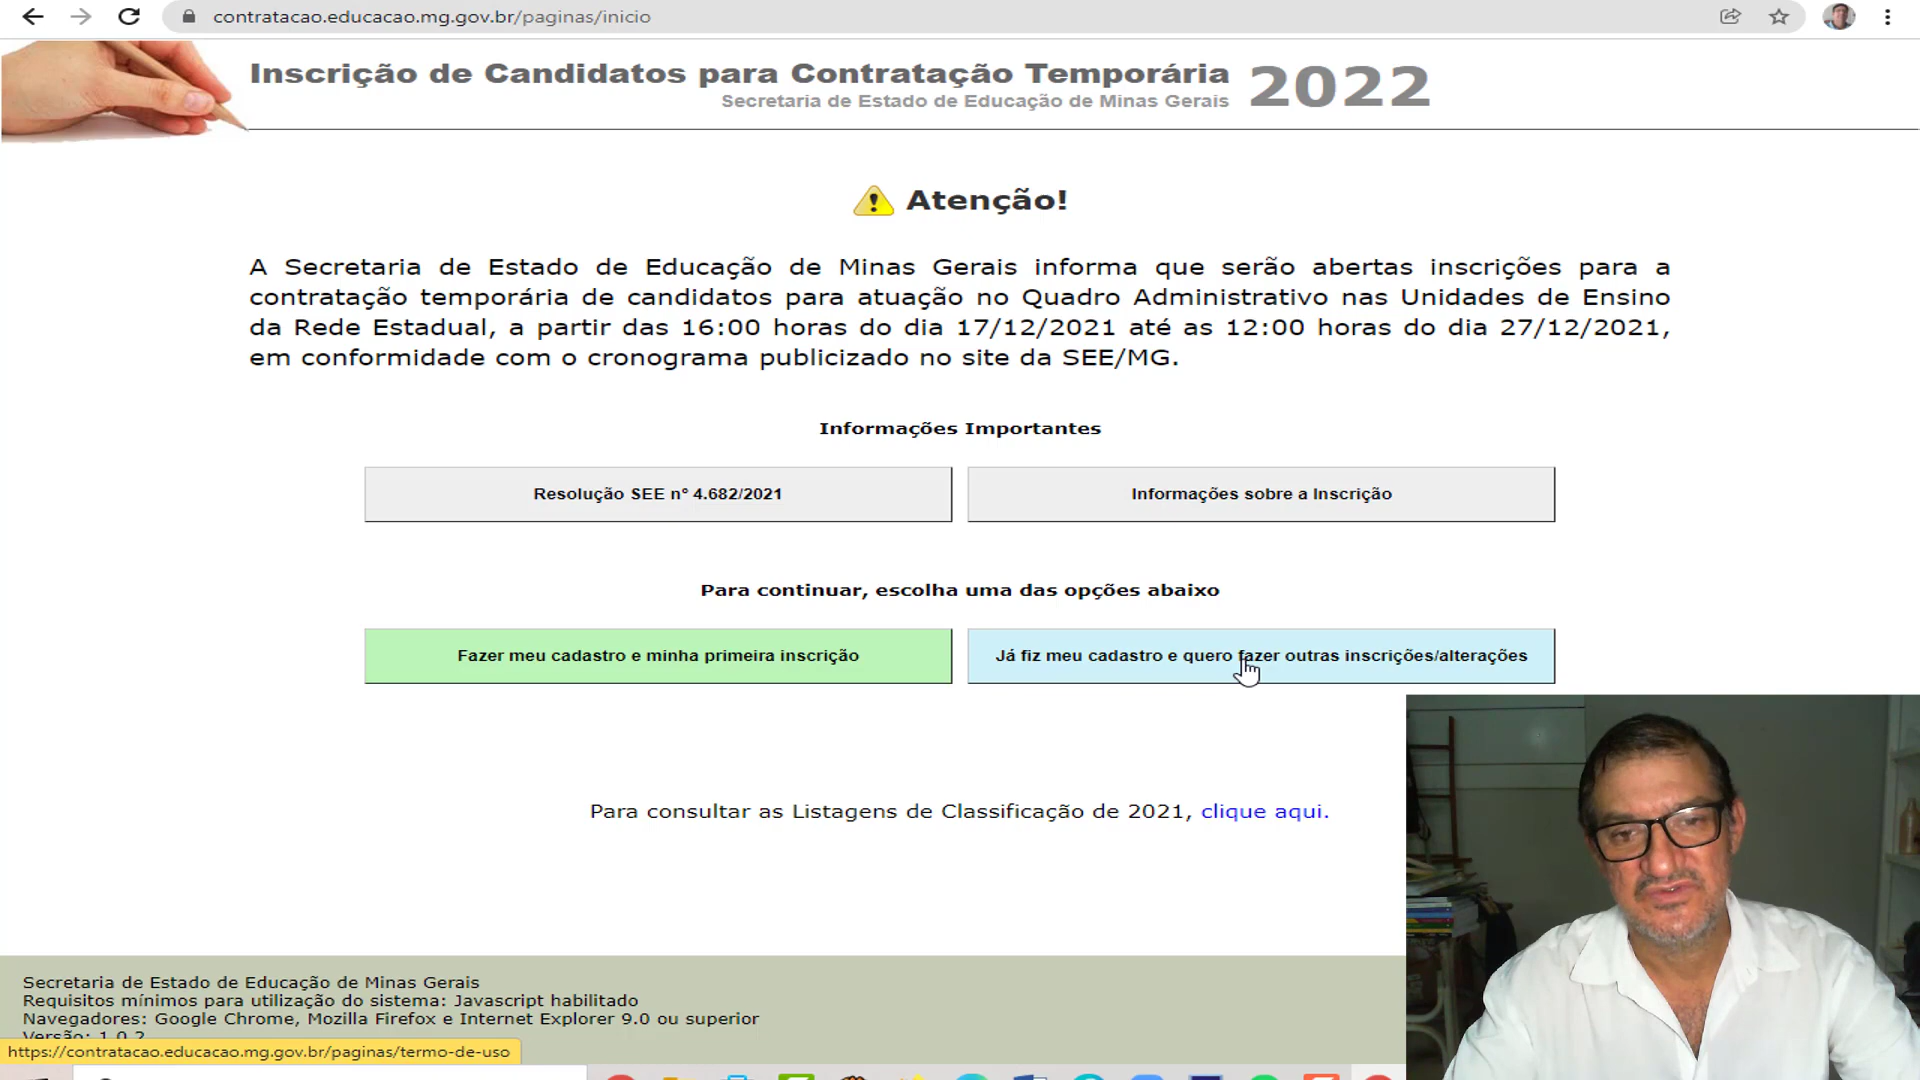 contratacao.educacao.mg.gov.br/paginas/inicio
Inscrição de Candidatos para Contratação Temporária 2022
Secretaria de Estado de Educação de Minas Gerais
Atenção!
A Secretaria de Estado de Educação de Minas Gerais informa que serão abertas inscrições para a
contratação temporária de candidatos para atuação no Quadro Administrativo nas Unidades de Ensino
da Rede Estadual, a partir das 16:00 horas do dia 17/12/2021 até as 12:00 horas do dia 27/12/2021,
em conformidade com o cronograma publicizado no site da SEE/MG.
Informações Importantes
Resolução SEE nº 4.682/2021
Informações sobre a Inscrição
Para continuar, escolha uma das opções abaixo
Fazer meu cadastro e minha primeira inscrição
Já fiz meu cadastro e quero fazer outras inscrições/alterações
Para consultar as Listagens de Classificação de 2021, clique aqui.
Secretaria de Estado de Educação de Minas Gerais
Requisitos mínimos para utilização do sistema: Javascript habilitado
Navegadores: Google Chrome, Mozilla Firefox e Internet Explorer 9.0 ou superior
Versão: 1.0.2
https://contratacao.educacao.mg.gov.br/paginas/termo-de-uso